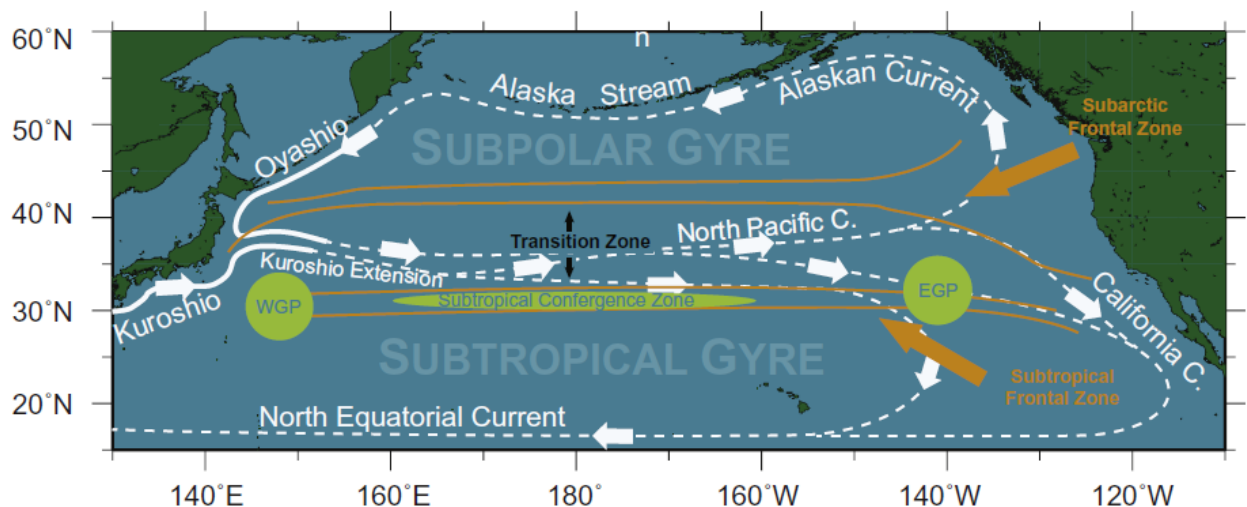 60°N
50°N
40°N
30°N
20°N
n
Alaska Stream
Alaskan Current
Subarctic
Frontal Zone
Oyashio
SUBPOLAR GYRE
Transition Zone
North Pacific C.
Kuroshio Extension
Kuroshio
WGP
Subtropical Confergence Zone
EGP
California C.
SUBTROPICAL GYRE
Subtropical
Frontal Zone
North Equatorial Current
140°E
160°E
180°
160°W
140°W
120°W